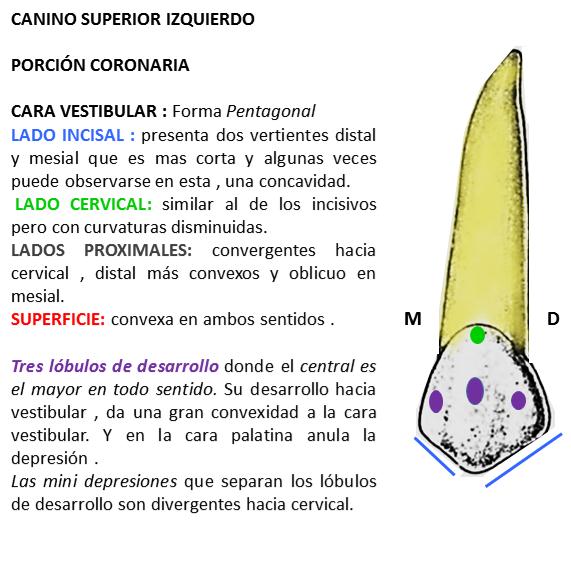 CANINO SUPERIOR IZQUIERDO
PORCIÓN CORONARIA
CARA VESTIBULAR : Forma Pentagonal
LADO INCISAL : presenta dos vertientes distal
y mesial que es mas corta y algunas veces
puede observarse en esta , una concavidad.
LADO CERVICAL: similar al de los incisivos
pero con curvaturas disminuidas.
LADOS PROXIMALES: convergentes hacia
cervical , distal más convexos y oblicuo en
mesial.
SUPERFICIE: convexa en ambos sentidos .
M
D
Tres lóbulos de desarrollo donde el central es
el mayor en todo sentido. Su desarrollo hacia
vestibular , da una gran convexidad a la cara
vestibular. Y en la cara palatina anula la
depresión .
Las mini depresiones que separan los lóbulos
de desarrollo son divergentes hacia cervical.